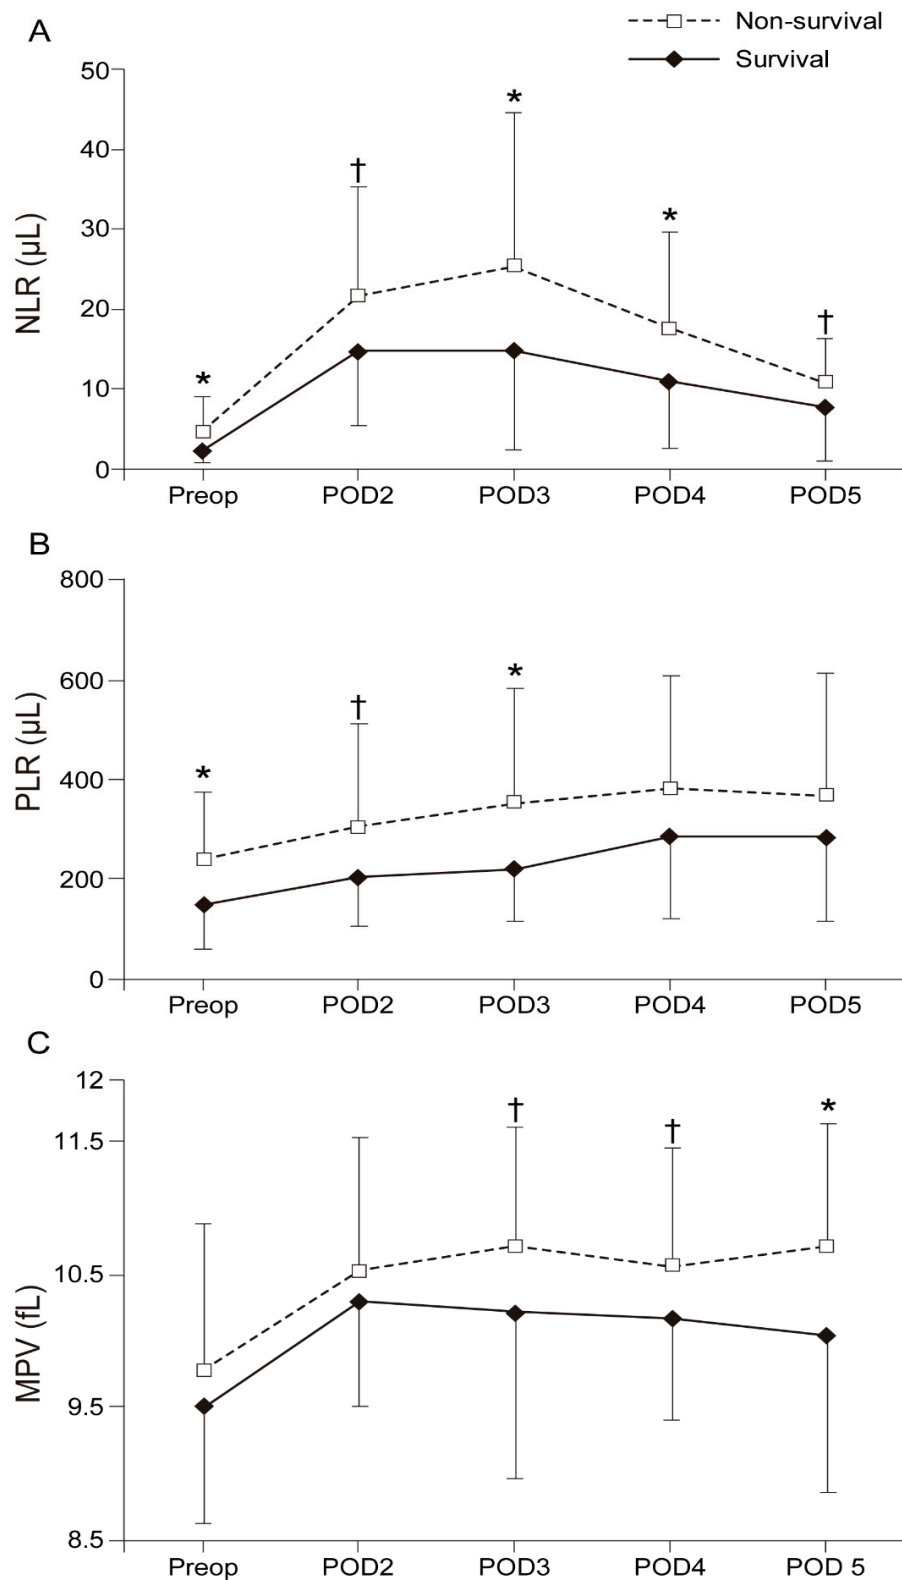 A
Non-survival
Survival
50
40
30
20
10
0
NLR (µL)
*
†
*
*
†
Preop POD2 POD3 POD4 POD5
B
800
600
400
200
0
PLR (µL)
*
†
*
Preop POD2 POD3 POD4 POD5
C
12
11.5
10.5
9.5
8.5
MPV (fL)
†
†
*
Preop POD2 POD3 POD4 POD 5